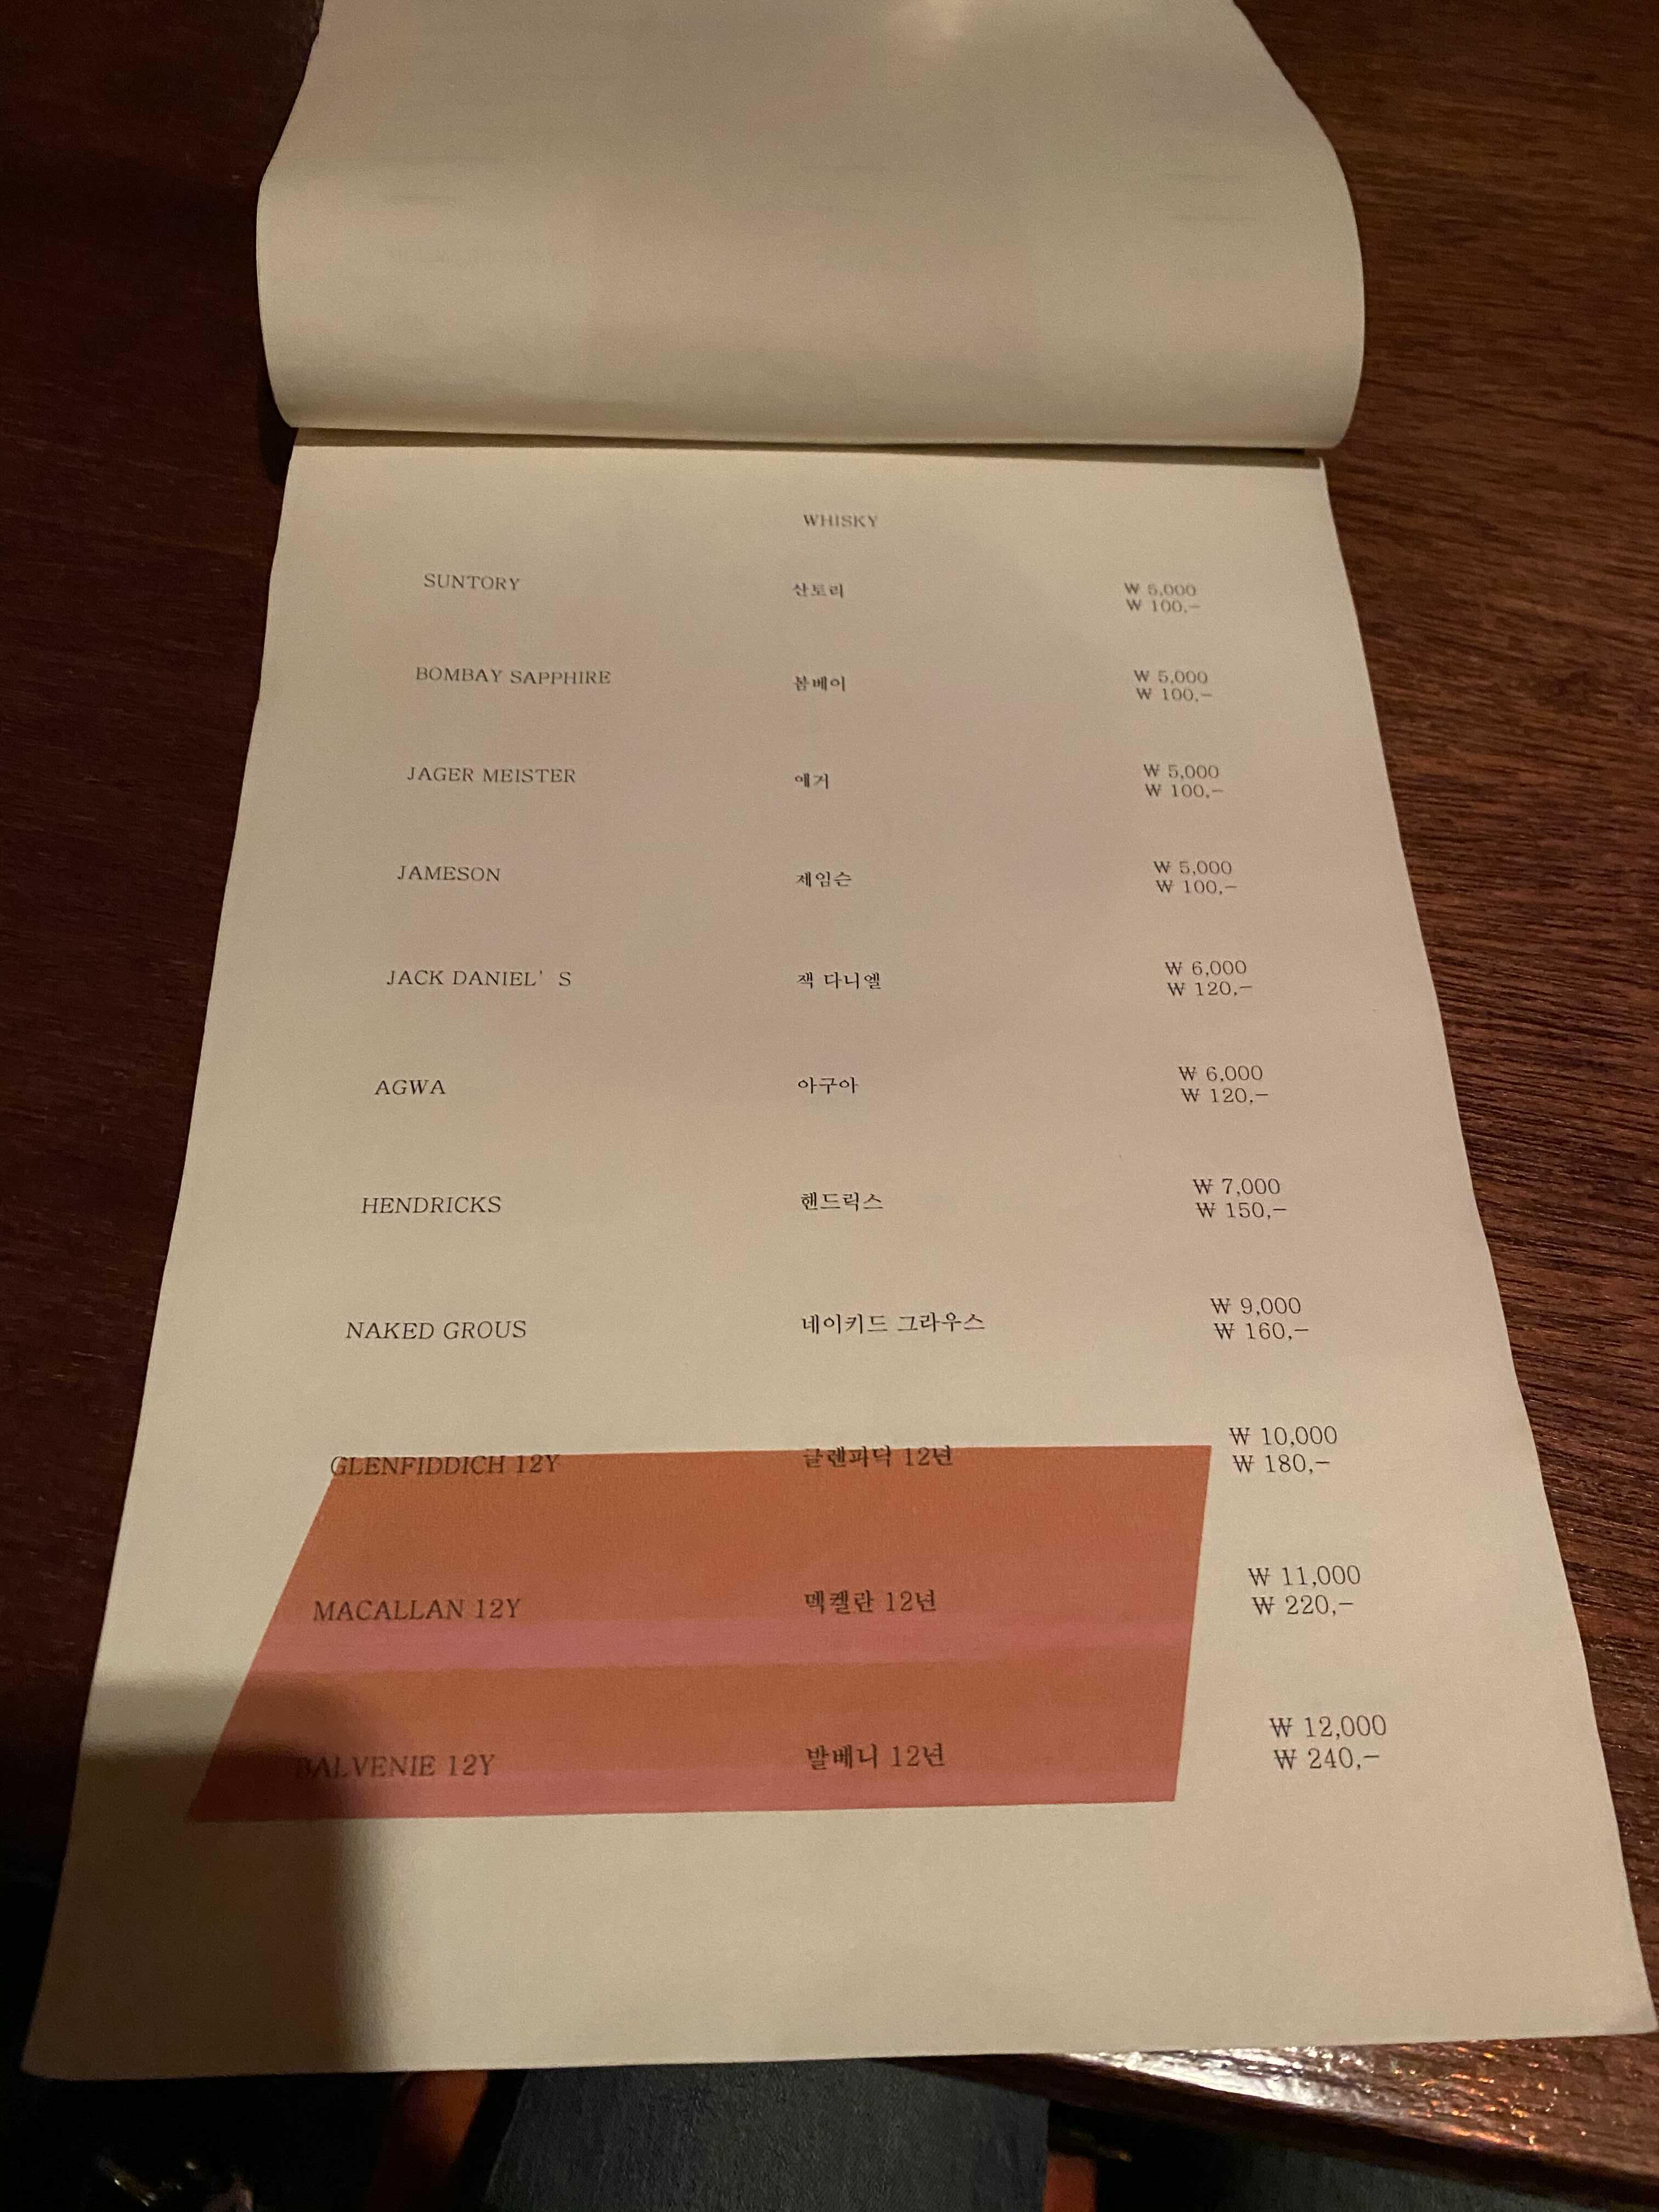 WHISKY
SUNTORY 산토리 ₩ 5,000
₩ 100,-
BOMBAY SAPPHIRE 봄베이 ₩ 5,000
₩ 100,-
JAGER MEISTER 예거 ₩ 5,000
₩ 100,-
JAMESON 제임슨 ₩ 5,000
₩ 100,-
JACK DANIEL' S 잭 다니엘 ₩ 6,000
₩ 120,-
AGWA 아구아 ₩ 6,000
₩ 120,-
HENDRICKS 핸드릭스 ₩ 7,000
₩ 150,-
NAKED GROUS 네이키드 그라우스 ₩ 9,000
₩ 160,-
GLENFIDDICH 12Y 글렌피딕 12년 ₩ 10,000
₩ 180,-
MACALLAN 12Y 멕켈란 12년 ₩ 11,000
₩ 220,-
BALVENIE 12Y 발베니 12년 ₩ 12,000
₩ 240,-